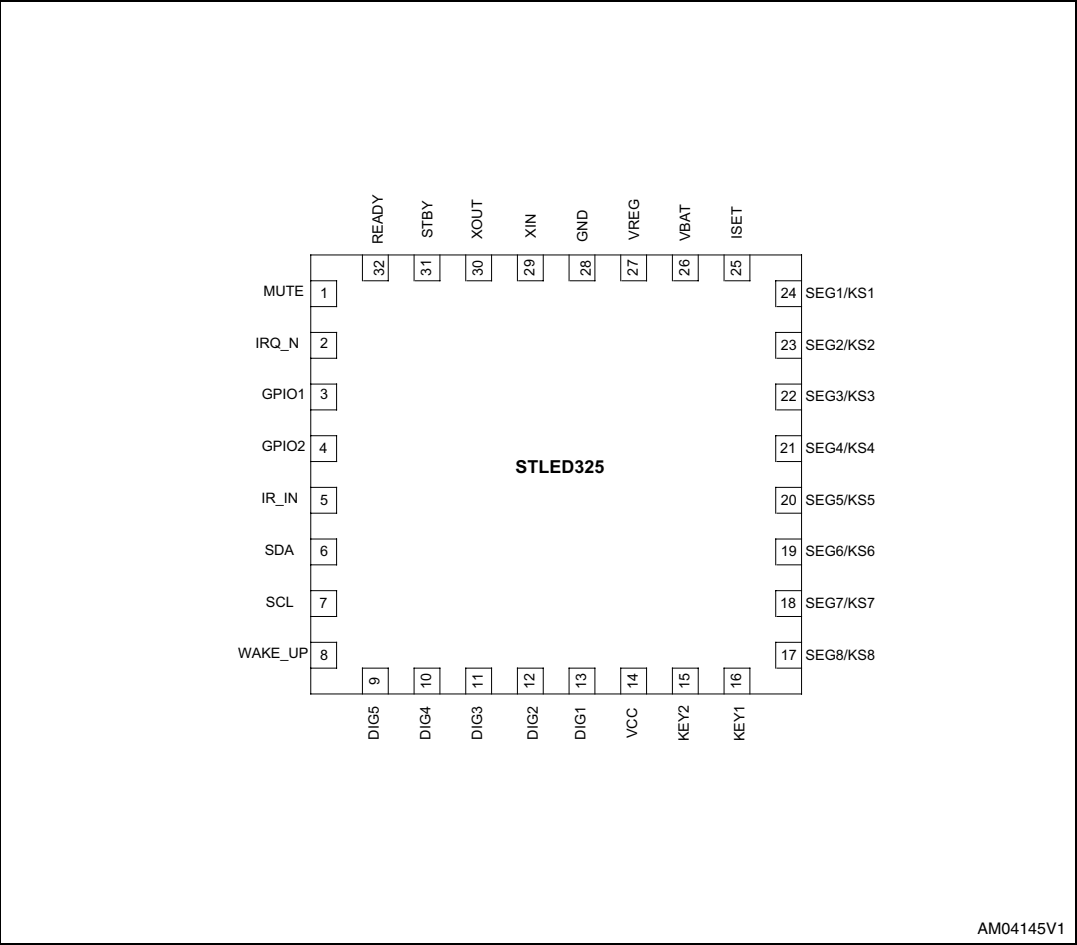 READY
STBY
XOUT
XIN
GND
VREG
VBAT
ISET
32
31
30
29
28
27
26
25
MUTE 1
24 SEG1/KS1
IRQ_N 2
23 SEG2/KS2
GPIO1 3
22 SEG3/KS3
GPIO2 4
21 SEG4/KS4
STLED325
IR_IN 5
20 SEG5/KS5
SDA 6
19 SEG6/KS6
SCL 7
18 SEG7/KS7
WAKE_UP 8
17 SEG8/KS8
9
10
11
12
13
14
15
16
DIG5
DIG4
DIG3
DIG2
DIG1
VCC
KEY2
KEY1
AM04145V1